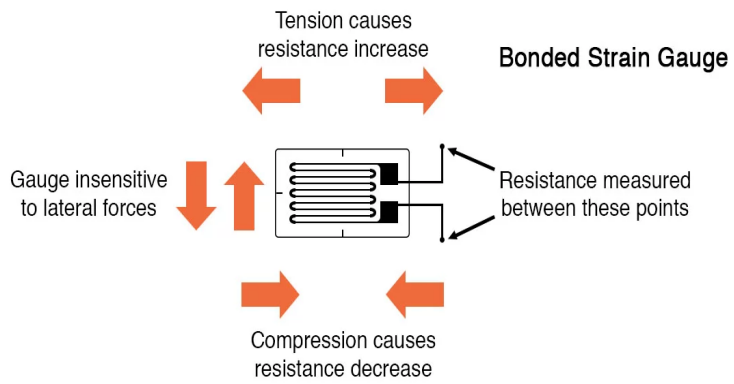 Tension causes
resistance increase
Bonded Strain Gauge
Gauge insensitive
to lateral forces
Resistance measured
between these points
Compression causes
resistance decrease